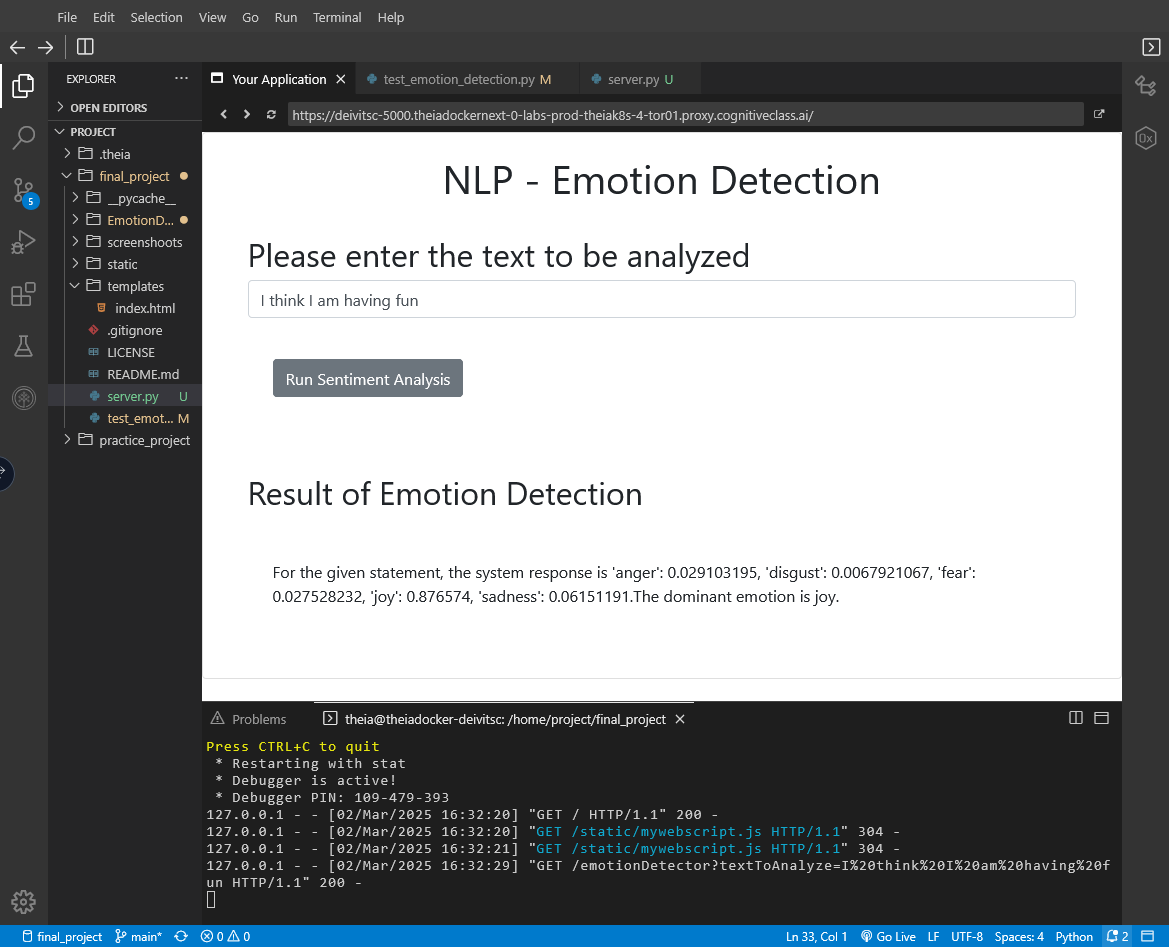 File Edit Selection View Go Run Terminal Help
EXPLORER ···
OPEN EDITORS
PROJECT
.theia
final_project
__pycache__
EmotionD...
screenshoots
static
templates
index.html
.gitignore
LICENSE
README.md
server.py U
test_emot... M
practice_project
5
Your Application
test_emotion_detection.py M
server.py U
https://deivitsc-5000.theiadockernext-0-labs-prod-theiak8s-4-tor01.proxy.cognitiveclass.ai/
0x
NLP - Emotion Detection
Please enter the text to be analyzed
I think I am having fun
Run Sentiment Analysis
Result of Emotion Detection
For the given statement, the system response is 'anger': 0.029103195, 'disgust': 0.0067921067, 'fear':
0.027528232, 'joy': 0.876574, 'sadness': 0.06151191.The dominant emotion is joy.
Problems
theia@theiadocker-deivitsc: /home/project/final_project
Press CTRL+C to quit
* Restarting with stat
* Debugger is active!
* Debugger PIN: 109-479-393
127.0.0.1 - - [02/Mar/2025 16:32:20] "GET / HTTP/1.1" 200 -
127.0.0.1 - - [02/Mar/2025 16:32:20] "GET /static/mywebscript.js HTTP/1.1" 304 -
127.0.0.1 - - [02/Mar/2025 16:32:21] "GET /static/mywebscript.js HTTP/1.1" 304 -
127.0.0.1 - - [02/Mar/2025 16:32:29] "GET /emotionDetector?textToAnalyze=I%20think%20I%20am%20having%20f
un HTTP/1.1" 200 -
final_project main* 0 0 Ln 33, Col 1 Go Live LF UTF-8 Spaces: 4 Python 2